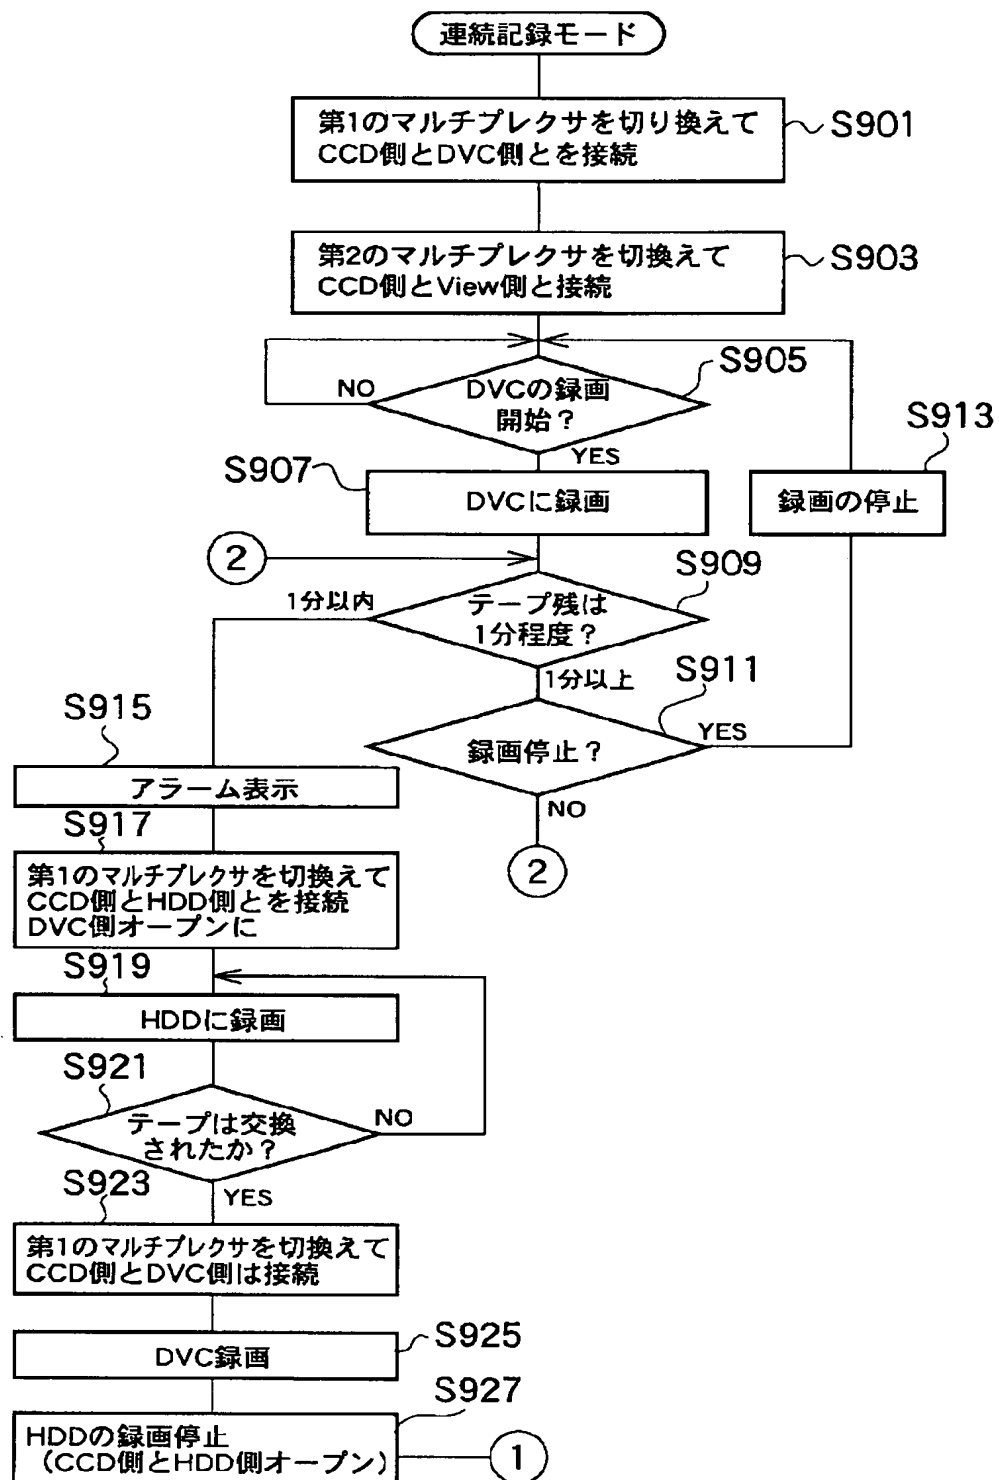 連続記録モード
第1のマルチプレクサを切り換えて
CCD側とDVC側とを接続
S901
第2のマルチプレクサを切換えて
CCD側とView側と接続
S903
S905
NO
DVCの録画
開始？
YES
S913
録画の停止
S907
DVCに録画
2
S909
1分以内
テープ残は
1分程度？
1分以上
S911
録画停止？
YES
NO
2
S915
アラーム表示
S917
第1のマルチプレクサを切換えて
CCD側とHDD側とを接続
DVC側オープンに
S919
HDDに録画
S921
テープは交換
されたか？
NO
YES
S923
第1のマルチプレクサを切換えて
CCD側とDVC側は接続
S925
DVC録画
S927
HDDの録画停止
（CCD側とHDD側オープン）
1